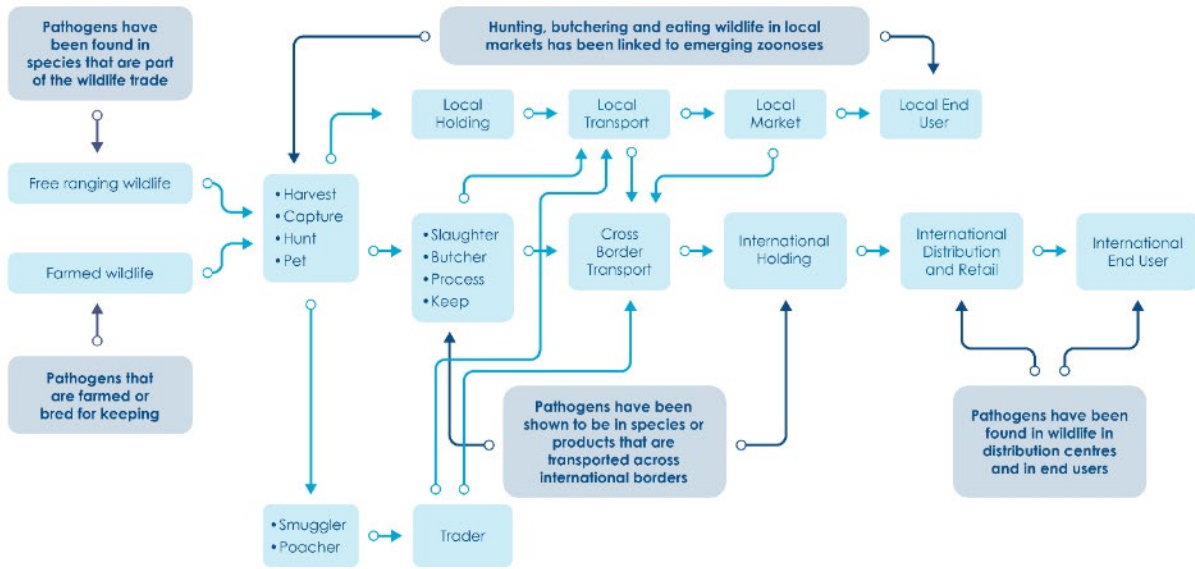 Pathogens have
been found in
species that are part
of the wildlife trade
Hunting, butchering and eating wildlife in local
markets has been linked to emerging zoonoses
Local
Holding
Local
Transport
Local
Market
Local End
User
Free ranging wildlife
Farmed wildlife
• Harvest
• Capture
• Hunt
• Pet
• Slaughter
• Butcher
• Process
• Keep
Cross
Border
Transport
International
Holding
International
Distribution
and Retail
International
End User
Pathogens that
are farmed or
bred for keeping
Pathogens have been
shown to be in species or
products that are
transported across
international borders
Pathogens have been
found in wildlife in
distribution centres
and in end users
• Smuggler
• Poacher
Trader